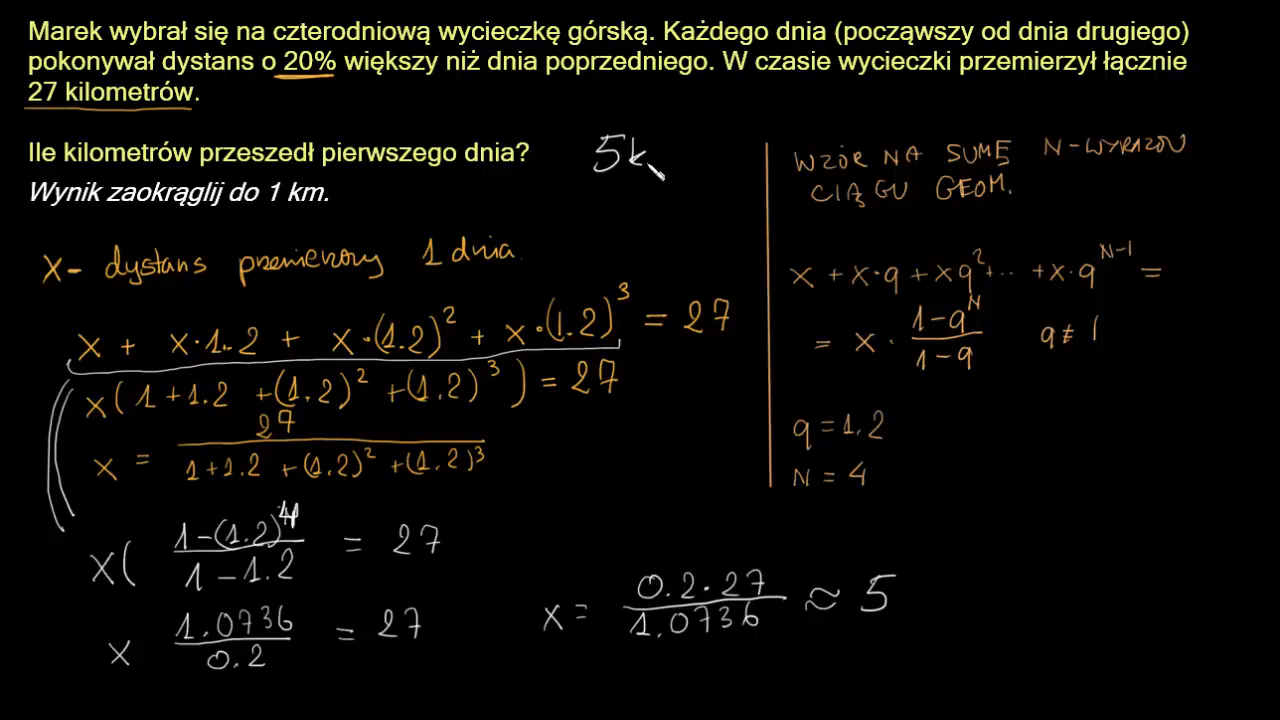 Marek wybrał się na czterodniową wycieczkę górską. Każdego dnia (począwszy od dnia drugiego)
pokonywał dystans o 20% większy niż dnia poprzedniego. W czasie wycieczki przemierzył łącznie
27 kilometrów.
Ile kilometrów przeszedł pierwszego dnia?
5k
Wynik zaokrąglij do 1 km.
x - dystans przemierzony 1 dnia.
x + x·1.2 + x·(1.2)² + x·(1.2)³ = 27
x(1+1.2 +(1.2)² +(1.2)³) = 27
x = 27 / 1+1.2 +(1.2)² +(1.2)³
x( 1-(1.2)⁴ / 1-1.2 = 27
x 1.0736 / 0.2 = 27
x = 0.2·27 / 1.0736 ≈ 5
WZÓR NA SUMĘ N-WYRAZÓW
CIĄGU GEOM.
x + x·q + xq² + ... + x·q^N-1 =
= x · 1-q^N / 1-q q ≠ 1
q = 1.2
N = 4